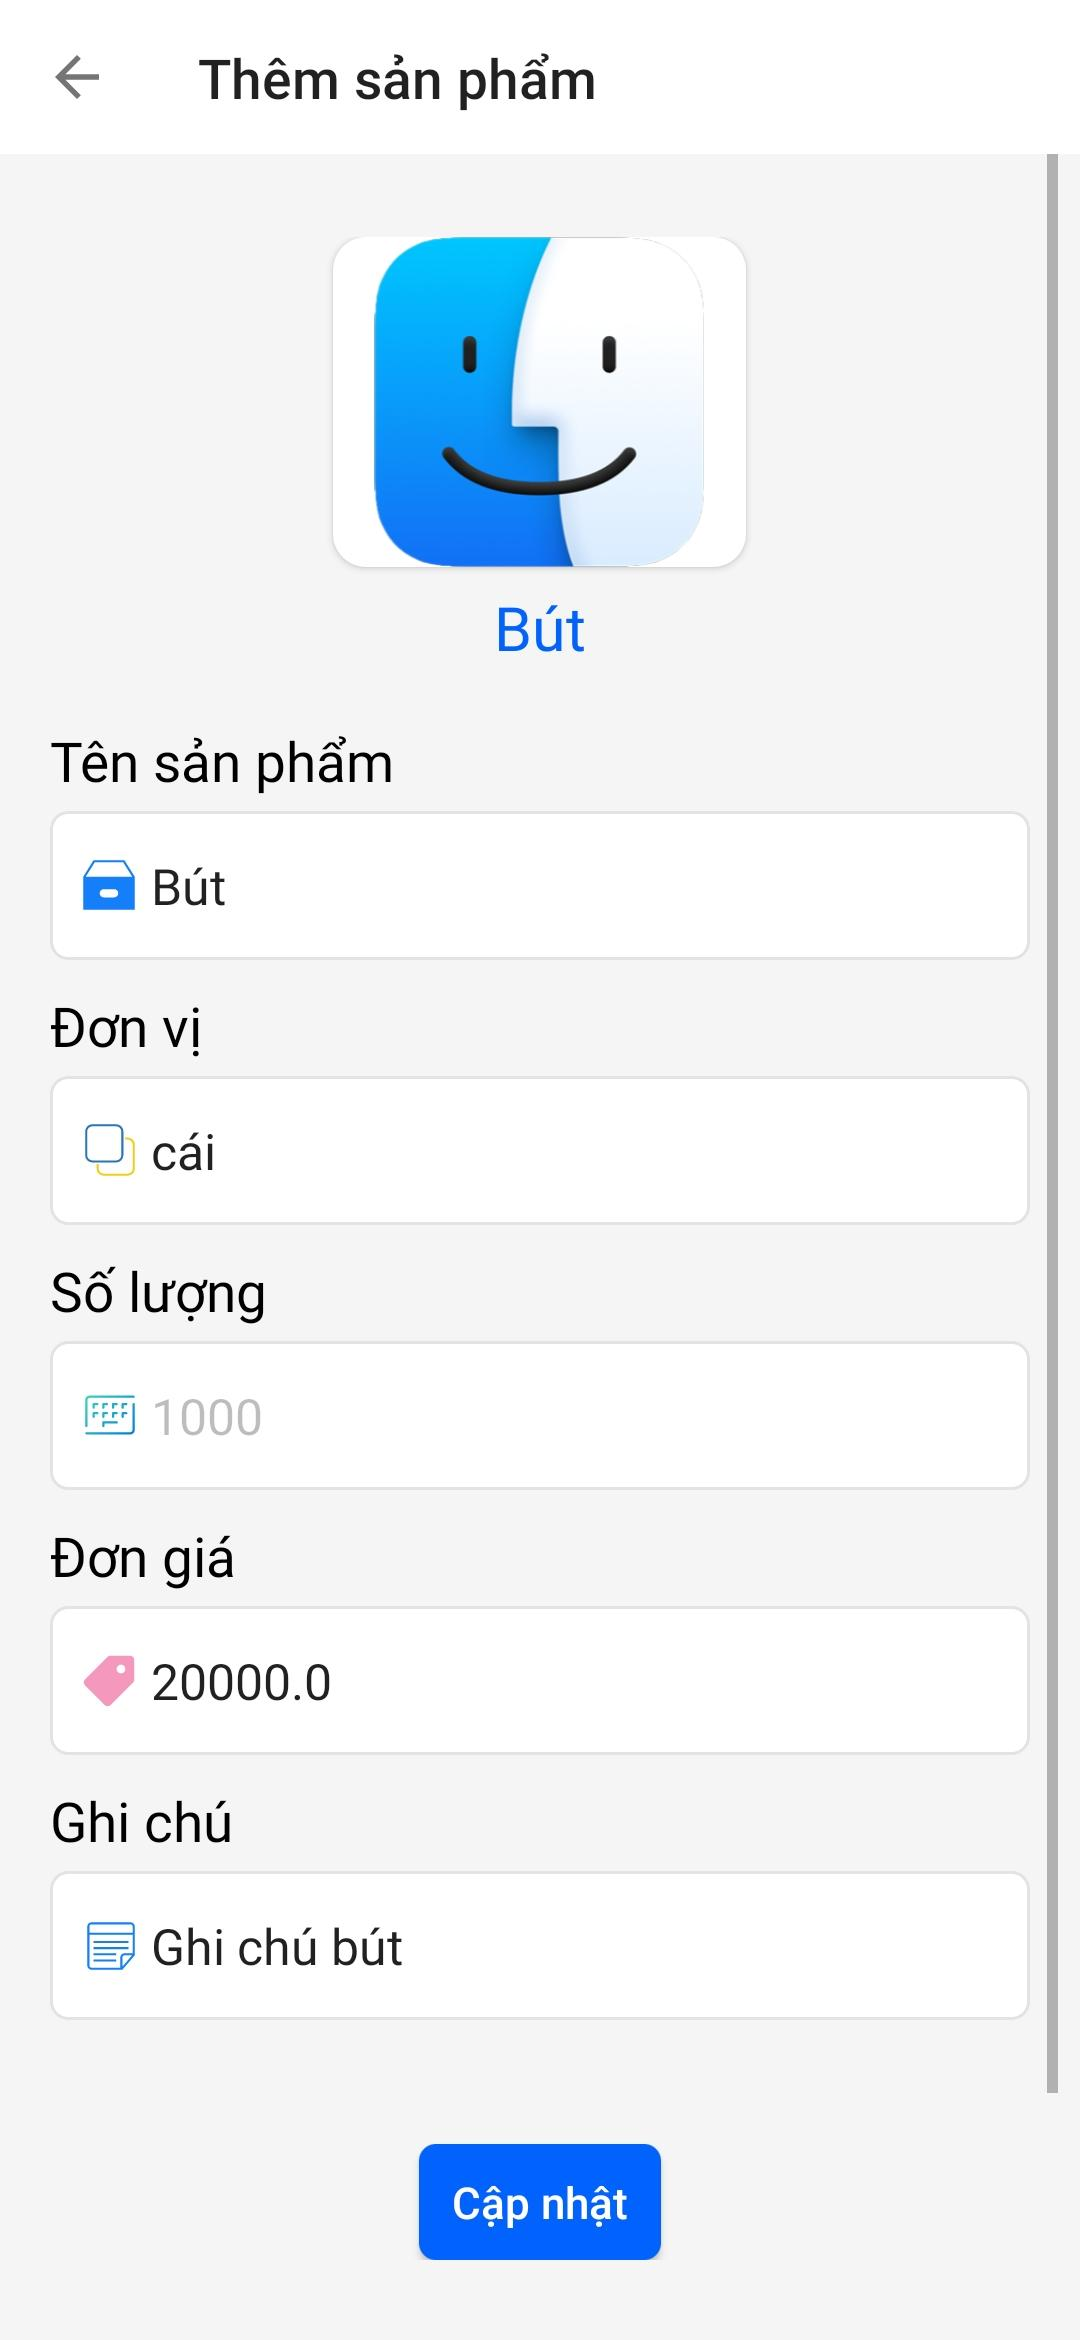 Thêm sản phẩm
Bút
Tên sản phẩm
Bút
Đơn vị
cái
Số lượng
1000
Đơn giá
20000.0
Ghi chú
Ghi chú bút
Cập nhật